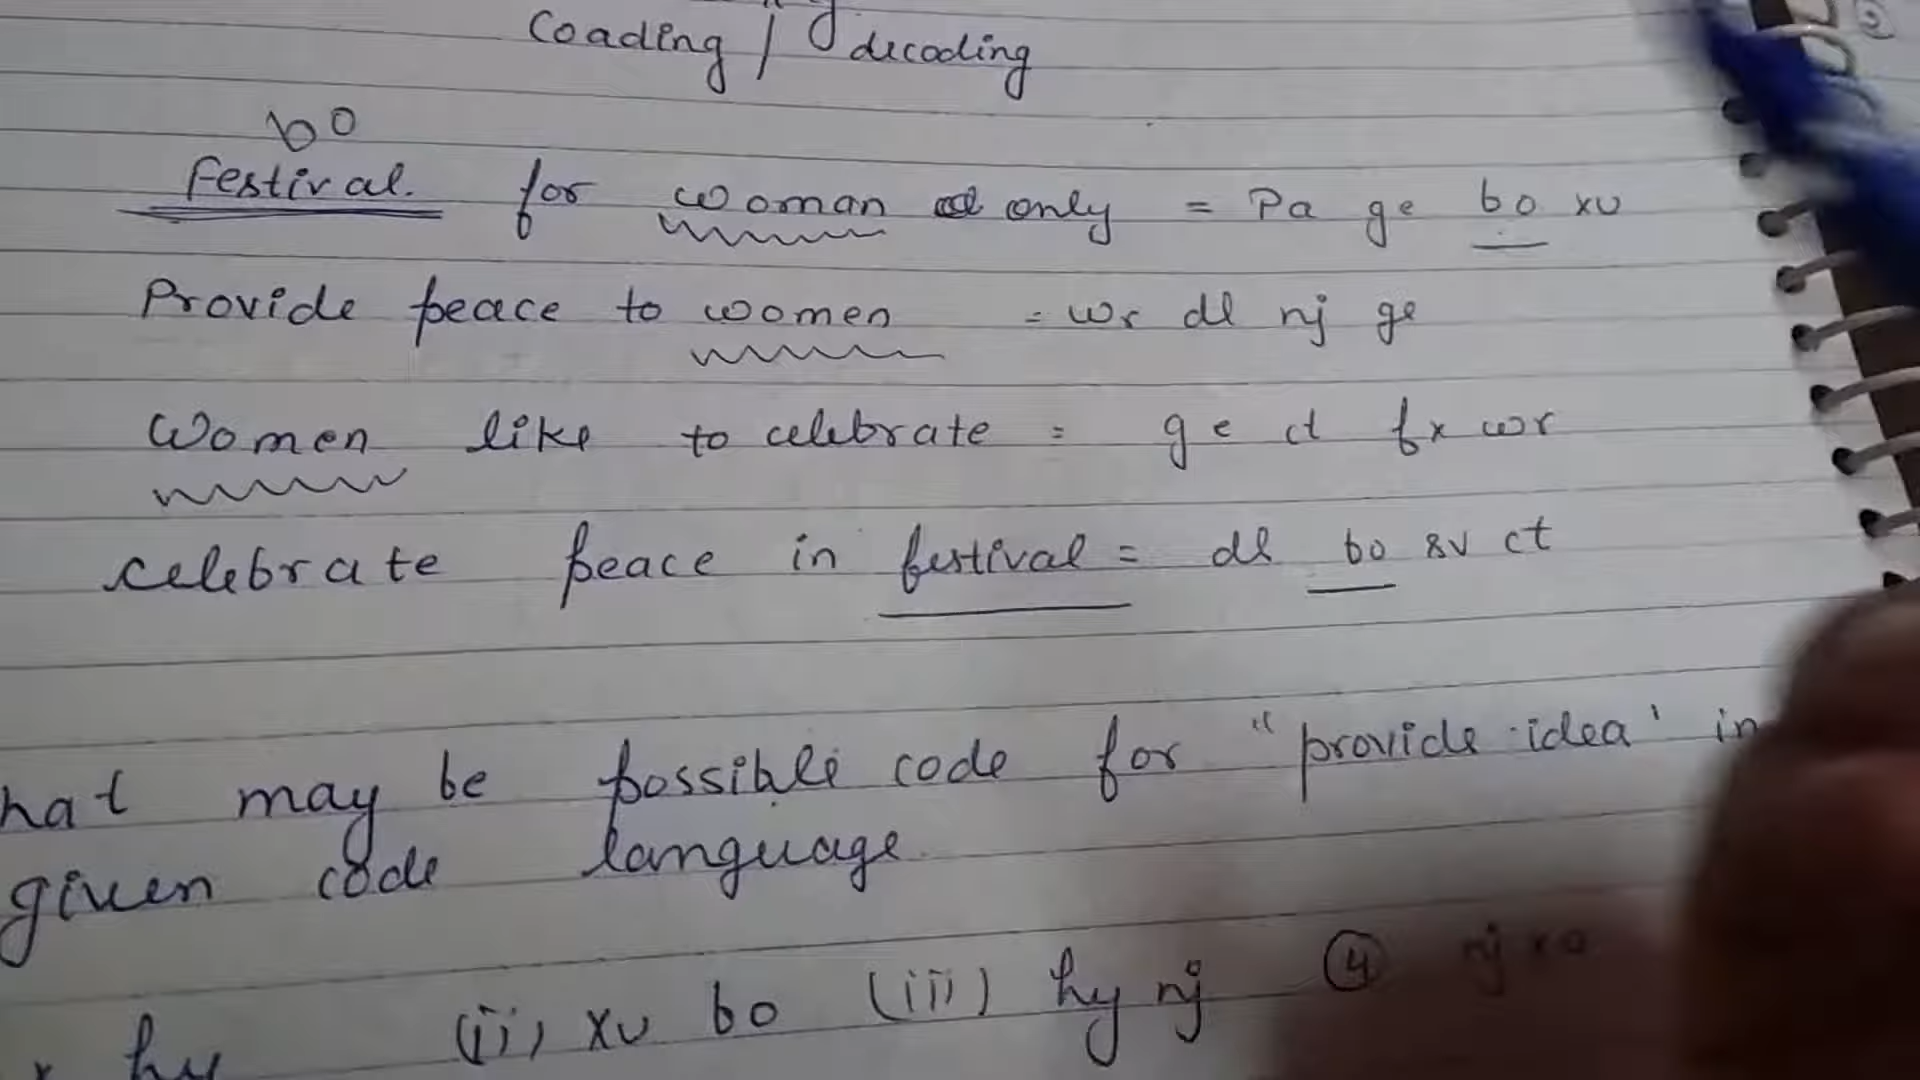 Coading / decoding
bo
Festival. for woman only = Pa ge bo xu
Provide peace to women = wr dl nj ge
Women like to celebrate = ge ct fx wr
celebrate peace in festival = dl bo sv ct
hat may be possible code for "provide idea' in
given code language
hy (ii) xu bo (iii) hy nj (4) nj